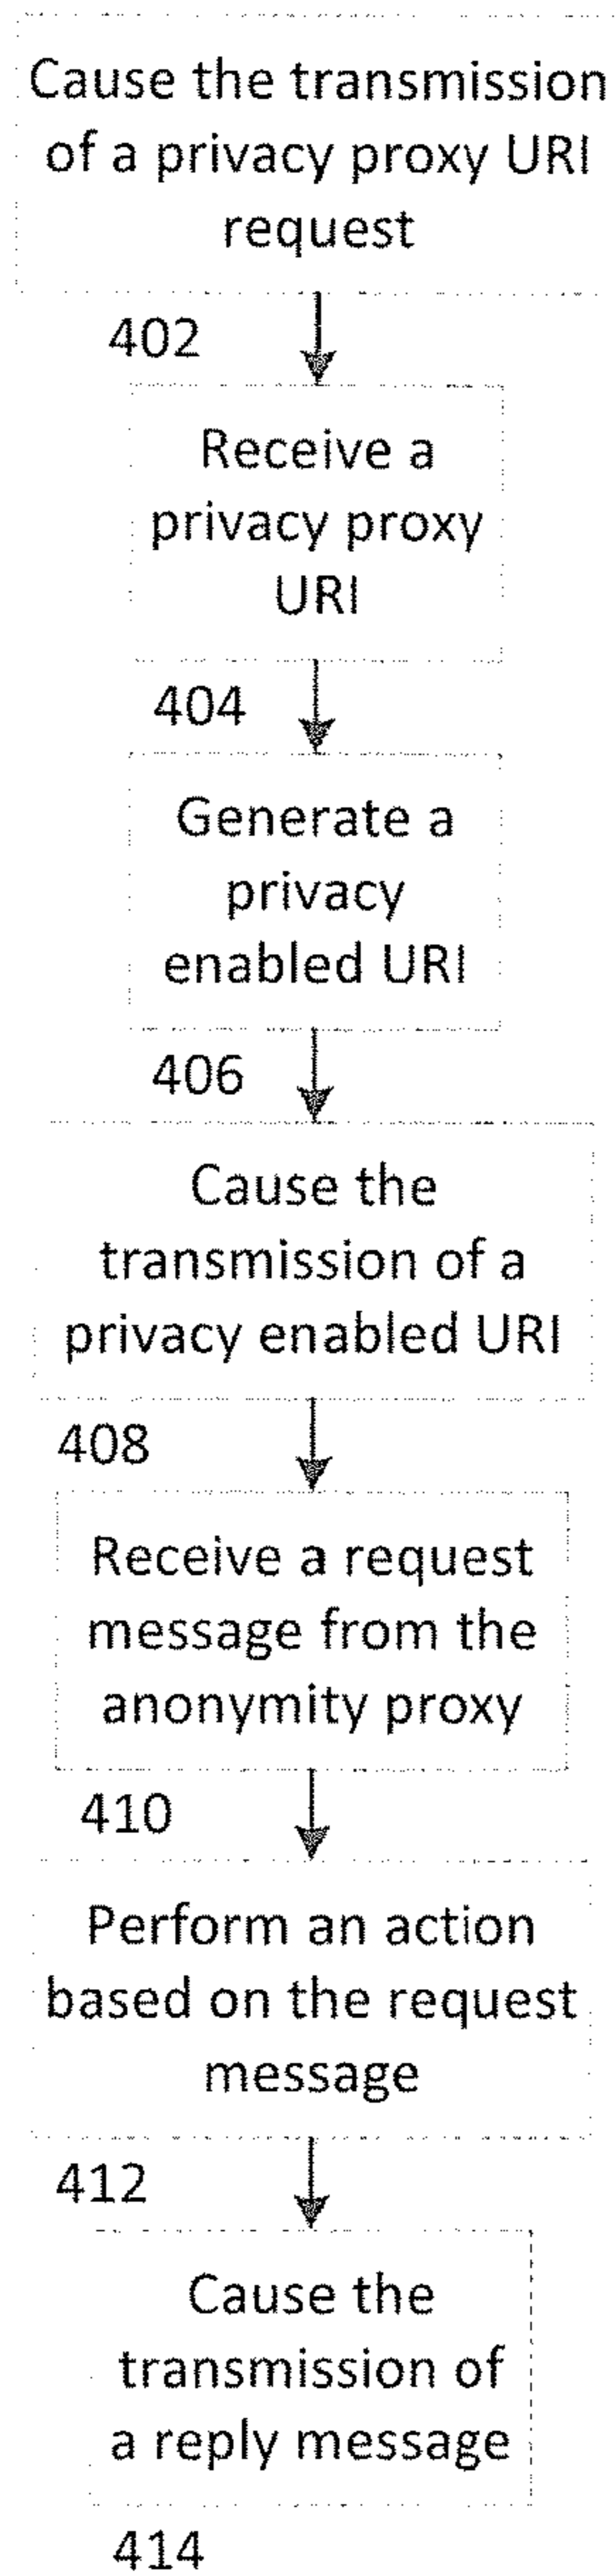 Cause the transmission
of a privacy proxy URI
request
402
Receive a
privacy proxy
URI
404
Generate a
privacy
enabled URI
406
Cause the
transmission of a
privacy enabled URI
408
Receive a request
message from the
anonymity proxy
410
Perform an action
based on the request
message
412
Cause the
transmission of
a reply message
414